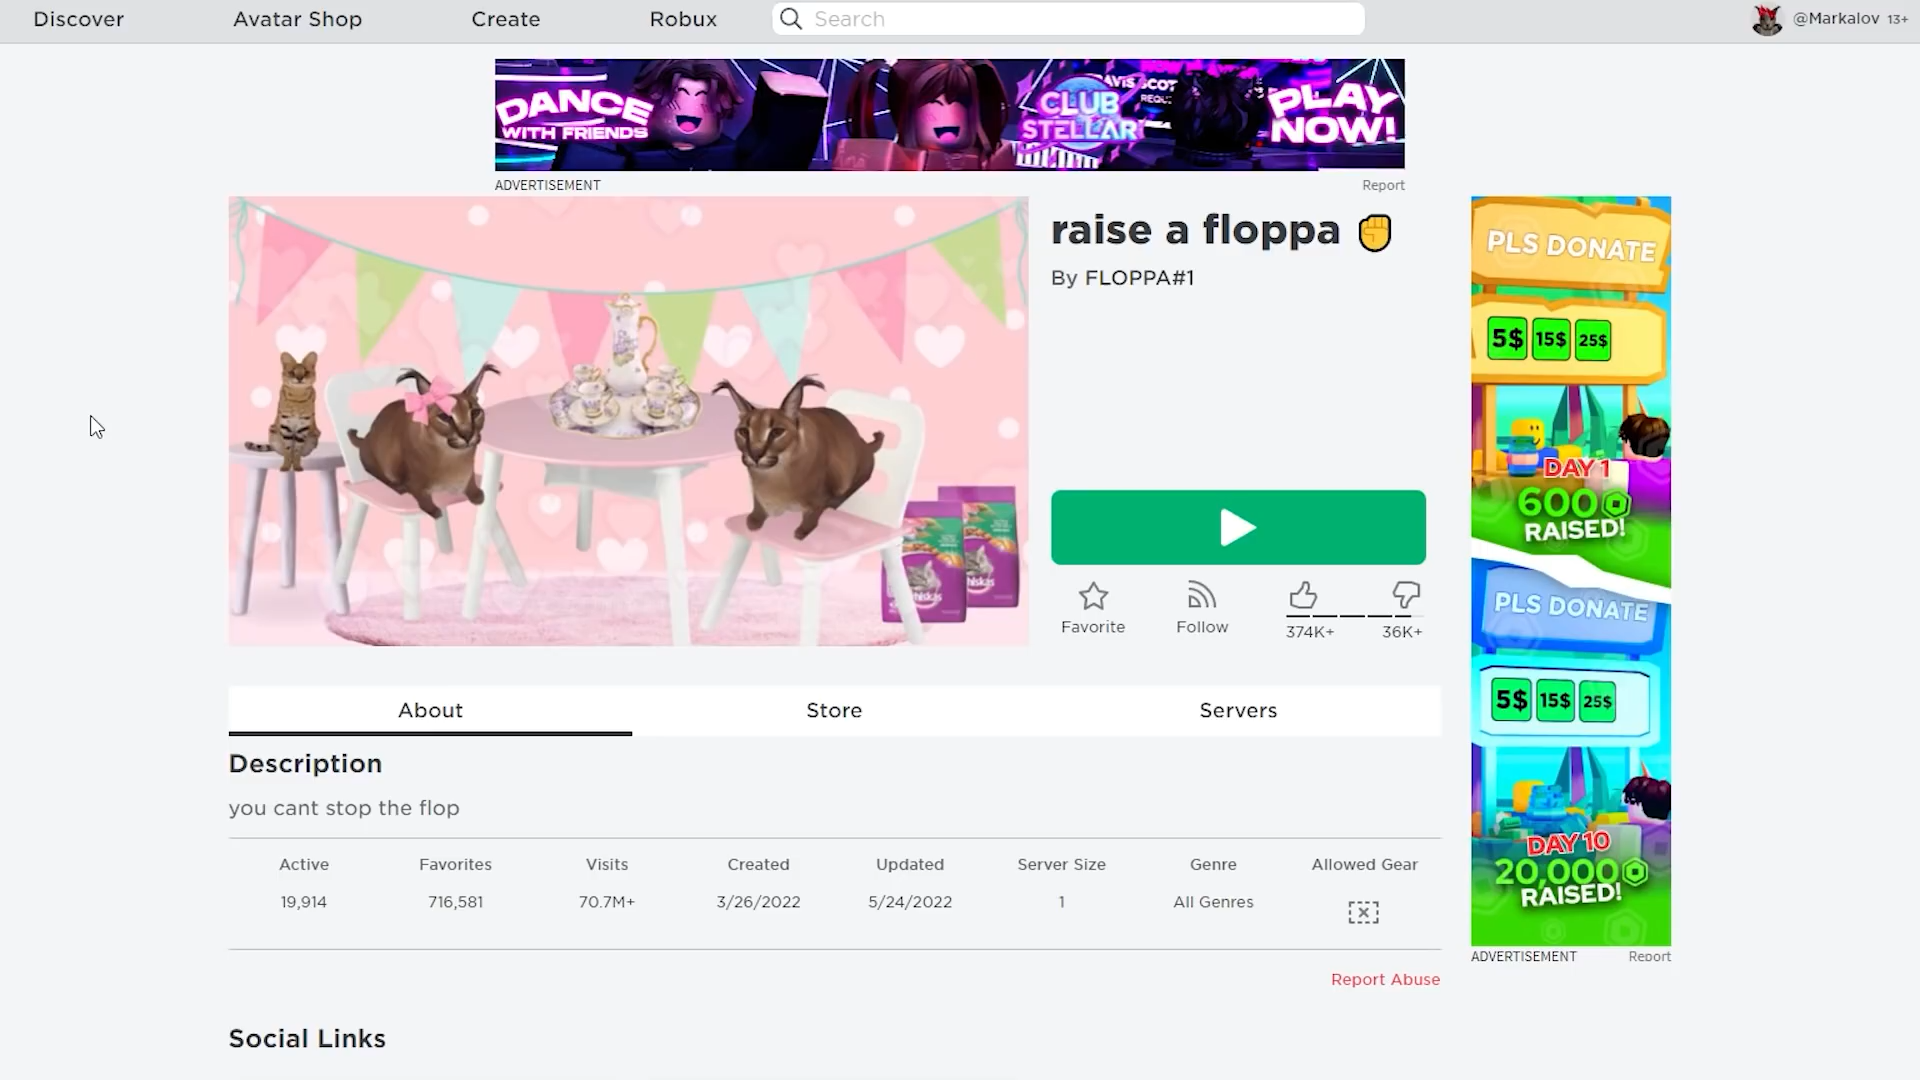 Discover
Avatar Shop
Create
Robux
Search
@Markalov 13+
DANCE
WITH FRIENDS
CLUB
STELLAR
PLAY
NOW!
ADVERTISEMENT
Report
raise a floppa
By FLOPPA#1
Favorite
Follow
374K+
36K+
About
Store
Servers
Description
you cant stop the flop
Active
Favorites
Visits
Created
Updated
Server Size
Genre
Allowed Gear
19,914
716,581
70.7M+
3/26/2022
5/24/2022
1
All Genres
Report Abuse
Social Links
PLS DONATE
5$ 15$ 25$
DAY 1
600
RAISED!
PLS DONATE
5$ 15$ 25$
DAY 10
20,000
RAISED!
ADVERTISEMENT
Report